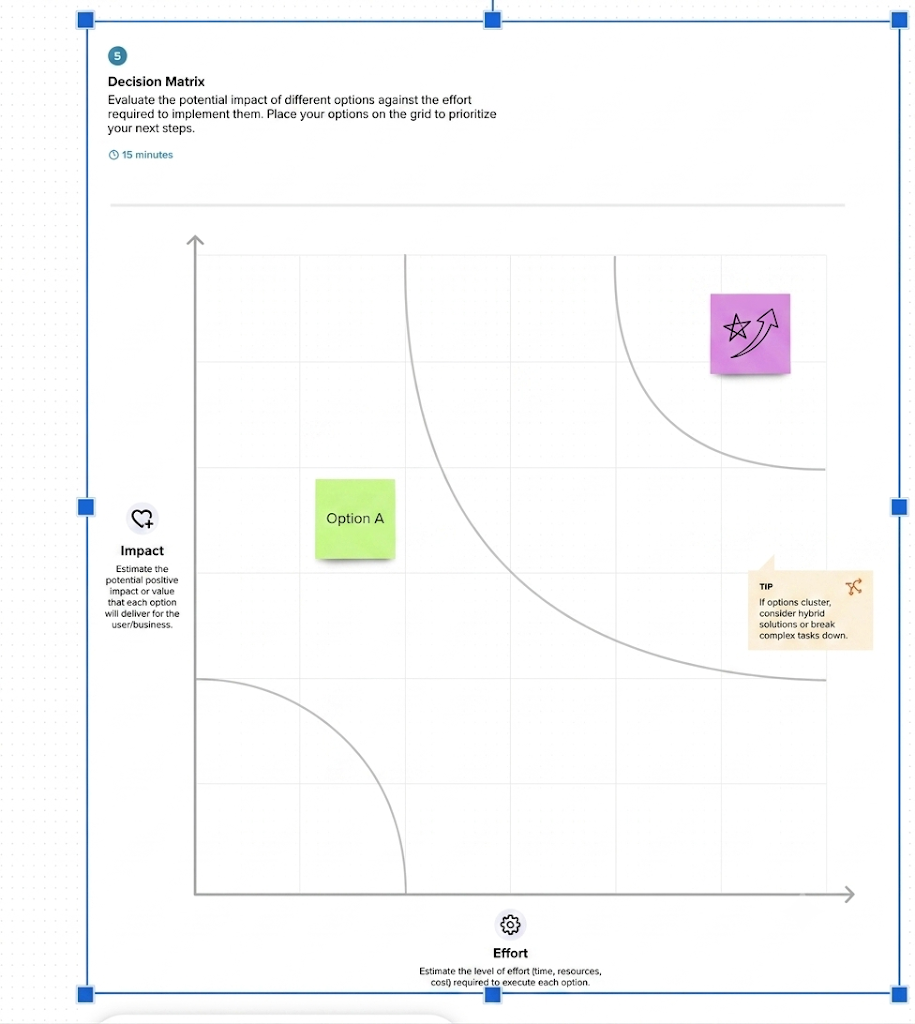 5
Decision Matrix
Evaluate the potential impact of different options against the effort
required to implement them. Place your options on the grid to prioritize
your next steps.
15 minutes
Option A
Impact
Estimate the
potential positive
impact or value
that each option
will deliver for the
user/business.
TIP
If options cluster,
consider hybrid
solutions or break
complex tasks down.
Effort
Estimate the level of effort (time, resources,
cost) required to execute each option.